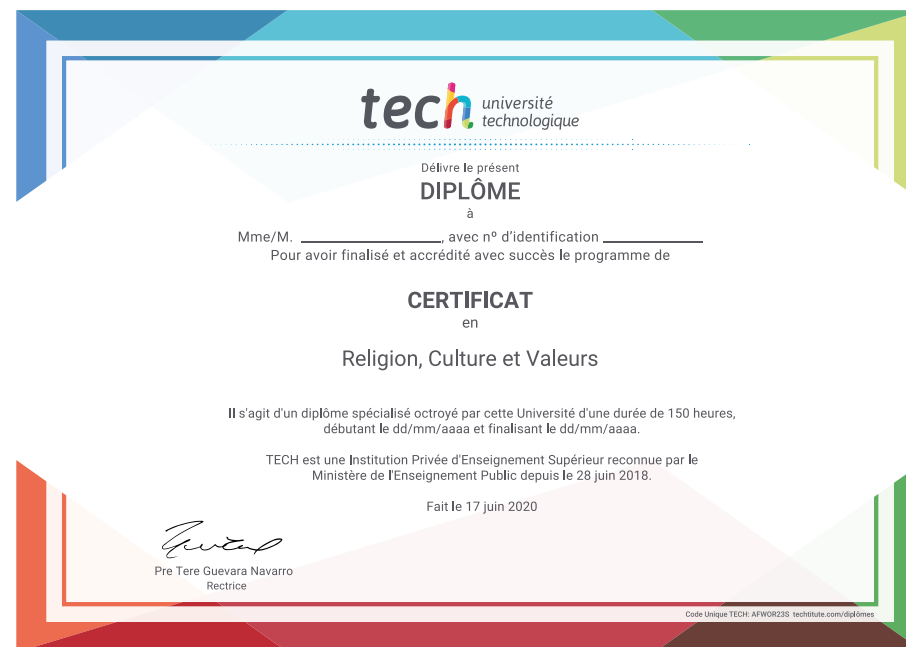 tech université
technologique
Délivre le présent
DIPLÔME
à
Mme/M. ____________________, avec nº d'identification ______________
Pour avoir finalisé et accrédité avec succès le programme de
CERTIFICAT
en
Religion, Culture et Valeurs
Il s'agit d'un diplôme spécialisé octroyé par cette Université d'une durée de 150 heures,
débutant le dd/mm/aaaa et finalisant le dd/mm/aaaa.
TECH est une Institution Privée d'Enseignement Supérieur reconnue par le
Ministère de l'Enseignement Public depuis le 28 juin 2018.
Fait le 17 juin 2020
Pre Tere Guevara Navarro
Rectrice
Code Unique TECH: AFWOR23S techtitute.com/diplômes